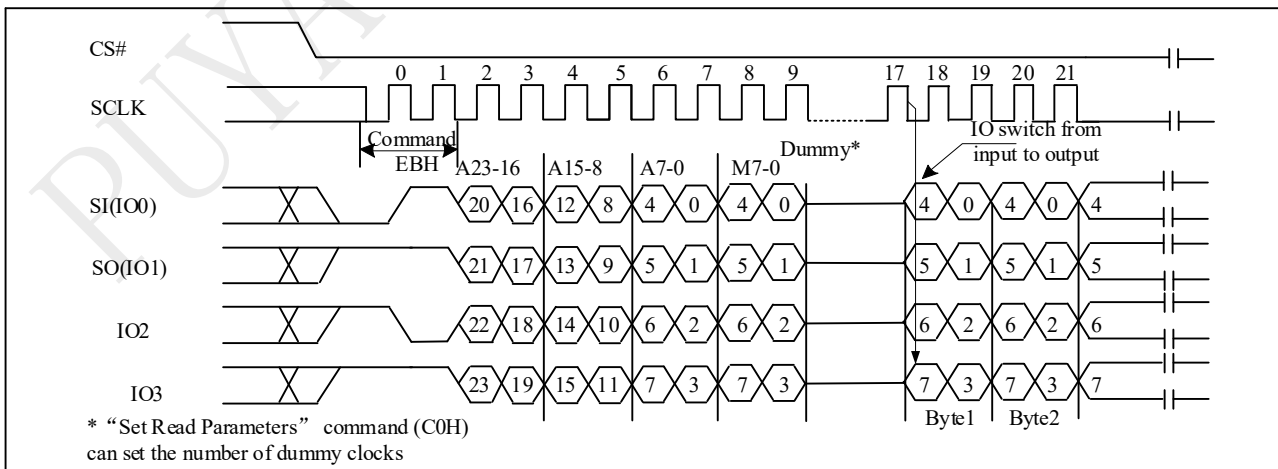 PUYA
CS#
0 1 2 3 4 5 6 7 8 9 17 18 19 20 21
SCLK
Command
EBH
IO switch from
input to output
Dummy*
A23-16 A15-8 A7-0 M7-0
SI(IO0) 20 16 12 8 4 0 4 0 4 0 4 0 4
SO(IO1) 21 17 13 9 5 1 5 1 5 1 5 1 5
IO2 22 18 14 10 6 2 6 2 6 2 6 2 6
IO3 23 19 15 11 7 3 7 3 7 3 7 3 7
Byte1 Byte2
* “Set Read Parameters” command (C0H)
can set the number of dummy clocks